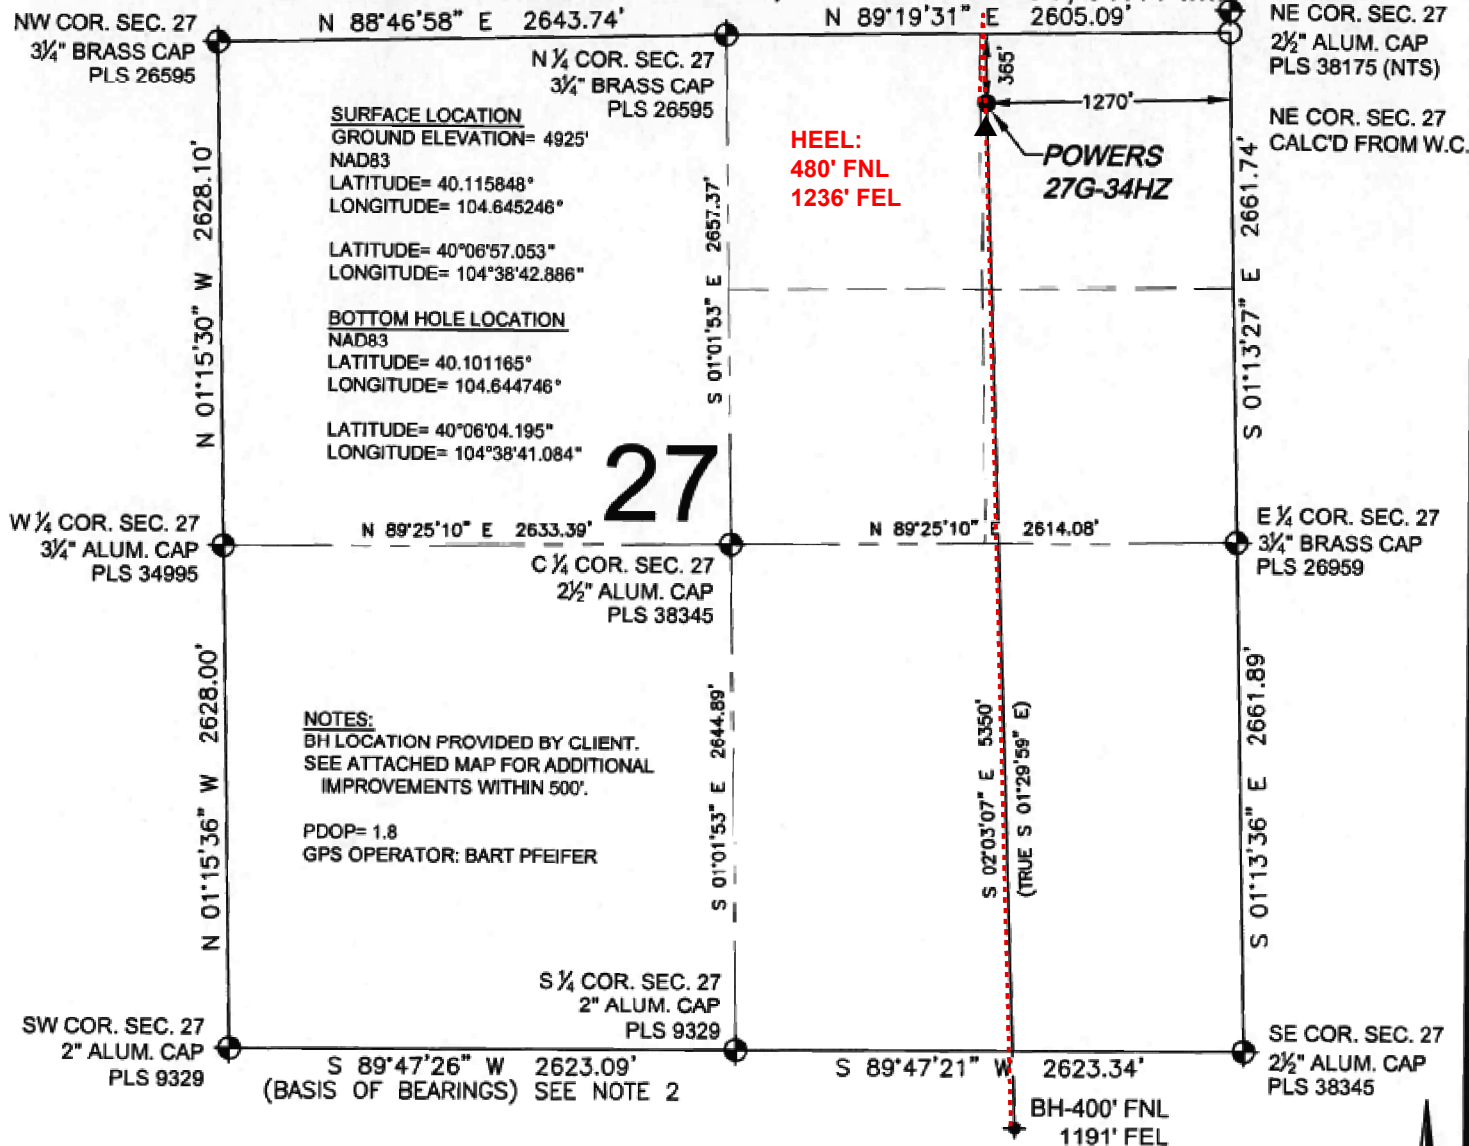 N 88°46'58" E 2643.74'
N 89°19'31" E 2605.09'
NW COR. SEC. 27
3¼" BRASS CAP
PLS 26595
N ¼ COR. SEC. 27
3¼" BRASS CAP
PLS 26595
NE COR. SEC. 27
2½" ALUM. CAP
PLS 38175 (NTS)
NE COR. SEC. 27
CALC'D FROM W.C.
365'
1270'
POWERS
27G-34HZ
HEEL:
480' FNL
1236' FEL
SURFACE LOCATION
GROUND ELEVATION= 4925'
NAD83
LATITUDE= 40.115848°
LONGITUDE= 104.645246°
LATITUDE= 40°06'57.053"
LONGITUDE= 104°38'42.886"
BOTTOM HOLE LOCATION
NAD83
LATITUDE= 40.101165°
LONGITUDE= 104.644746°
LATITUDE= 40°06'04.195"
LONGITUDE= 104°38'41.084"
N 01°15'30" W 2628.10'
S 01°01'53" E 2657.37'
S 01°13'27" E 2661.74'
27
W ¼ COR. SEC. 27
3¼" ALUM. CAP
PLS 34995
N 89°25'10" E 2633.39'
N 89°25'10" E 2614.08'
C ¼ COR. SEC. 27
2½" ALUM. CAP
PLS 38345
E ¼ COR. SEC. 27
3¼" BRASS CAP
PLS 26959
NOTES:
BH LOCATION PROVIDED BY CLIENT.
SEE ATTACHED MAP FOR ADDITIONAL
IMPROVEMENTS WITHIN 500'.
PDOP= 1.8
GPS OPERATOR: BART PFEIFER
N 01°15'36" W 2628.00'
S 01°01'53" E 2644.89'
S 02°03'07" E 5350'
(TRUE S 01°29'59" E)
S 01°13'36" E 2661.89'
SW COR. SEC. 27
2" ALUM. CAP
PLS 9329
S ¼ COR. SEC. 27
2" ALUM. CAP
PLS 9329
SE COR. SEC. 27
2½" ALUM. CAP
PLS 38345
S 89°47'26" W 2623.09'
(BASIS OF BEARINGS) SEE NOTE 2
S 89°47'21" W 2623.34'
BH-400' FNL
1191' FEL